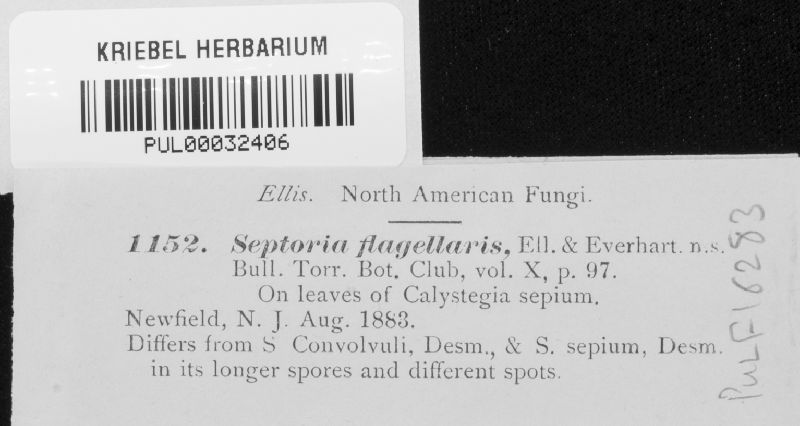 KRIEBEL HERBARIUM
PUL00032406
Ellis. North American Fungi.
1152. Septoria flagellaris, Ell. & Everhart. n.s.
Bull. Torr. Bot. Club, vol. X, p. 97.
On leaves of Calystegia sepium.
Newfield, N. J. Aug. 1883.
Differs from S Convolvuli, Desm., & S. sepium, Desm.
in its longer spores and different spots.
PULF16283